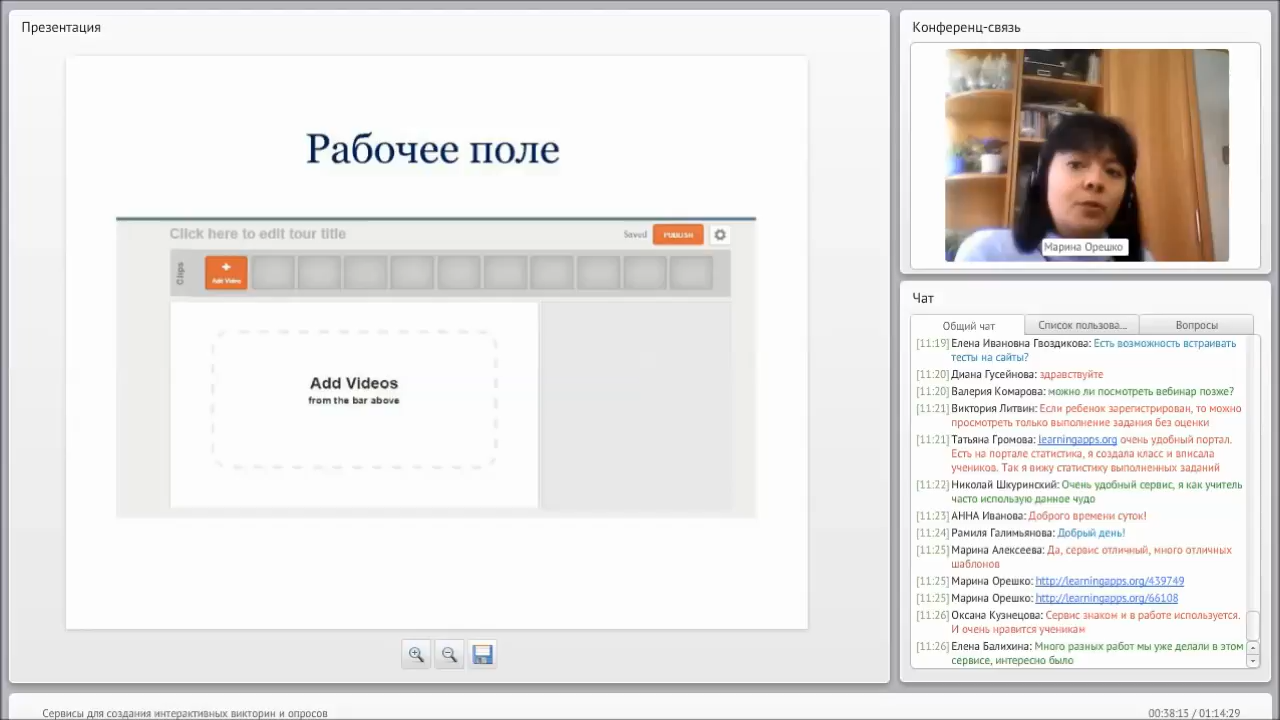 Презентация
Рабочее поле
Click here to edit tour title
Saved
PUBLISH
Clips
+
Add Video
Add Videos
from the bar above
Конференц-связь
Марина Орешко
Чат
Общий чат
Список пользова...
Вопросы
[11:19] Елена Ивановна Гвоздикова: Есть возможность встраивать
тесты на сайты?
[11:20] Диана Гусейнова: здравствуйте
[11:20] Валерия Комарова: можно ли посмотреть вебинар позже?
[11:21] Виктория Литвин: Если ребенок зарегистрирован, то можно
просмотреть только выполнение задания без оценки
[11:21] Татьяна Громова: learningapps.org очень удобный портал.
Есть на портале статистика, я создала класс и вписала
учеников. Так я вижу статистику выполненных заданий
[11:22] Николай Шкуринский: Очень удобный сервис, я как учитель
часто использую данное чудо
[11:23] АННА Иванова: Доброго времени суток!
[11:24] Рамиля Галимьянова: Добрый день!
[11:25] Марина Алексеева: Да, сервис отличный, много отличных
шаблонов
[11:25] Марина Орешко: http://learningapps.org/439749
[11:25] Марина Орешко: http://learningapps.org/66108
[11:26] Оксана Кузнецова: Сервис знаком и в работе используется.
И очень нравится ученикам
[11:26] Елена Балихина: Много разных работ мы уже делали в этом
сервисе, интересно было
Сервисы для создания интерактивных викторин и опросов
00:38:15 / 01:14:29